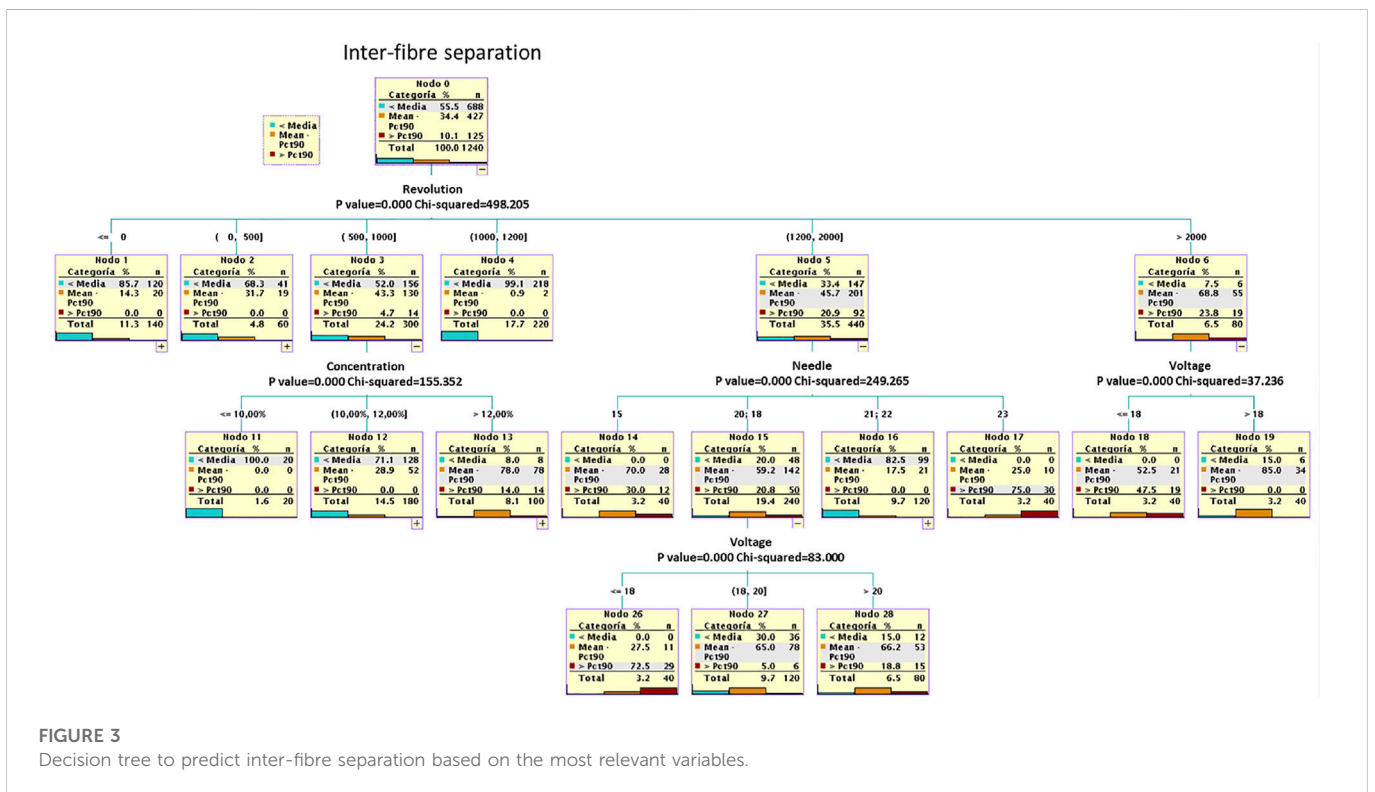 Inter-fibre separation
Nodo 0
Categoría % n
< Media 55.5 688
Mean - 34.4 427
Pct90
> Pct90 10.1 125
Total 100.0 1240
< Media
Mean -
Pct90
> Pct90
Revolution
P value=0.000 Chi-squared=498.205
<= 0
( 0, 500]
( 500, 1000]
(1000, 1200]
(1200, 2000]
> 2000
Nodo 1
Categoría % n
< Media 85.7 120
Mean - 14.3 20
Pct90
> Pct90 0.0 0
Total 11.3 140
Nodo 2
Categoría % n
< Media 68.3 41
Mean - 31.7 19
Pct90
> Pct90 0.0 0
Total 4.8 60
Nodo 3
Categoría % n
< Media 52.0 156
Mean - 43.3 130
Pct90
> Pct90 4.7 14
Total 24.2 300
Nodo 4
Categoría % n
< Media 99.1 218
Mean - 0.9 2
Pct90
> Pct90 0.0 0
Total 17.7 220
Nodo 5
Categoría % n
< Media 33.4 147
Mean - 45.7 201
Pct90
> Pct90 20.9 92
Total 35.5 440
Nodo 6
Categoría % n
< Media 7.5 6
Mean - 68.8 55
Pct90
> Pct90 23.8 19
Total 6.5 80
Concentration
P value=0.000 Chi-squared=155.352
Needle
P value=0.000 Chi-squared=249.265
Voltage
P value=0.000 Chi-squared=37.236
<= 10,00%
(10,00%, 12,00%]
> 12,00%
15
20; 18
21; 22
23
<= 18
> 18
Nodo 11
Categoría % n
< Media 100.0 20
Mean - 0.0 0
Pct90
> Pct90 0.0 0
Total 1.6 20
Nodo 12
Categoría % n
< Media 71.1 128
Mean - 28.9 52
Pct90
> Pct90 0.0 0
Total 14.5 180
Nodo 13
Categoría % n
< Media 8.0 8
Mean - 78.0 78
Pct90
> Pct90 14.0 14
Total 8.1 100
Nodo 14
Categoría % n
< Media 0.0 0
Mean - 70.0 28
Pct90
> Pct90 30.0 12
Total 3.2 40
Nodo 15
Categoría % n
< Media 20.0 48
Mean - 59.2 142
Pct90
> Pct90 20.8 50
Total 19.4 240
Nodo 16
Categoría % n
< Media 82.5 99
Mean - 17.5 21
Pct90
> Pct90 0.0 0
Total 9.7 120
Nodo 17
Categoría % n
< Media 0.0 0
Mean - 25.0 10
Pct90
> Pct90 75.0 30
Total 3.2 40
Nodo 18
Categoría % n
< Media 0.0 0
Mean - 52.5 21
Pct90
> Pct90 47.5 19
Total 3.2 40
Nodo 19
Categoría % n
< Media 15.0 6
Mean - 85.0 34
Pct90
> Pct90 0.0 0
Total 3.2 40
Voltage
P value=0.000 Chi-squared=83.000
<= 18
(18, 20]
> 20
Nodo 26
Categoría % n
< Media 0.0 0
Mean - 27.5 11
Pct90
> Pct90 72.5 29
Total 3.2 40
Nodo 27
Categoría % n
< Media 30.0 36
Mean - 65.0 78
Pct90
> Pct90 5.0 6
Total 9.7 120
Nodo 28
Categoría % n
< Media 15.0 12
Mean - 66.2 53
Pct90
> Pct90 18.8 15
Total 6.5 80
FIGURE 3
Decision tree to predict inter-fibre separation based on the most relevant variables.